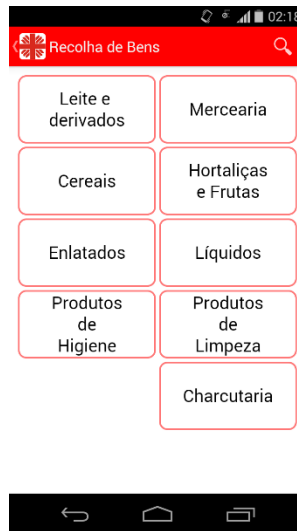 02:18
Recolha de Bens
Leite e
derivados
Mercearia
Cereais
Hortaliças
e Frutas
Enlatados
Líquidos
Produtos
de
Higiene
Produtos
de
Limpeza
Charcutaria